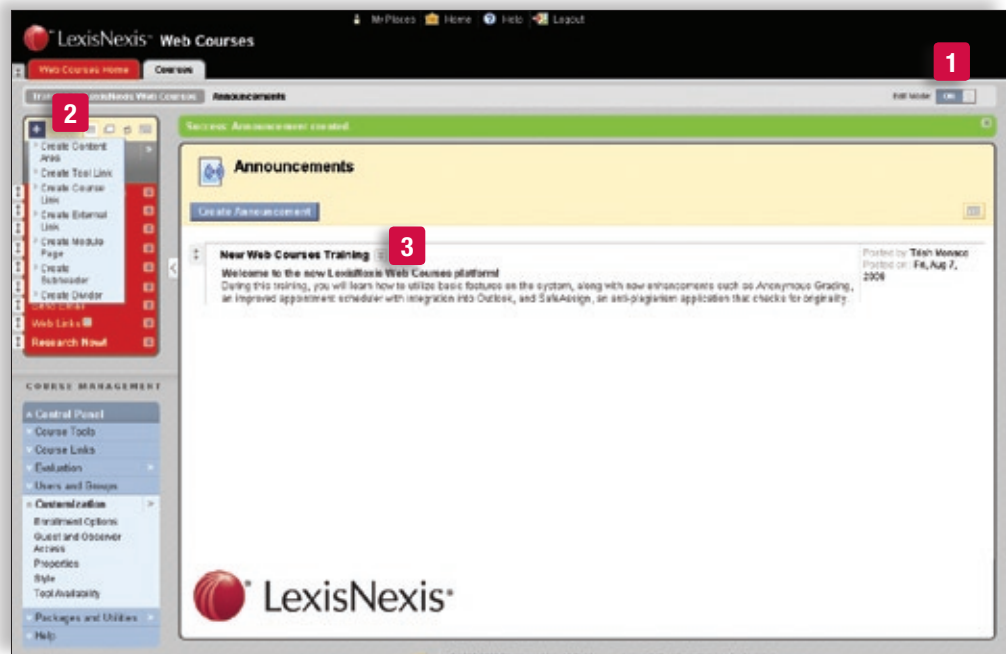 My Places Home Help Logout
LexisNexis™ Web Courses
Web Courses Home Courses
LexisNexis Web Courses Announcements
Edit Mode: ON
1
2
Success: Announcement created.
Create Content
Area
Create Tool Link
Create Course
Link
Create External
Link
Create Module
Page
Create
Subheader
Create Divider
Web Links
Research Now!
Announcements
Create Announcement
New Web Courses Training
3
Posted by: Trish Monaco
Posted on: Fri, Aug 7,
Welcome to the new LexisNexis Web Courses platform!
During this training, you will learn how to utilize basic features on the system, along with new enhancements such as Anonymous Grading,
an improved appointment scheduler with integration into Outlook, and SafeAssign, an anti-plagiarism application that checks for originality.
COURSE MANAGEMENT
Control Panel
Course Tools
Course Links
Evaluation
Users and Groups
Customization
Enrollment Options
Guest and Observer
Access
Properties
Style
Tool Availability
Packages and Utilities
Help
LexisNexis®